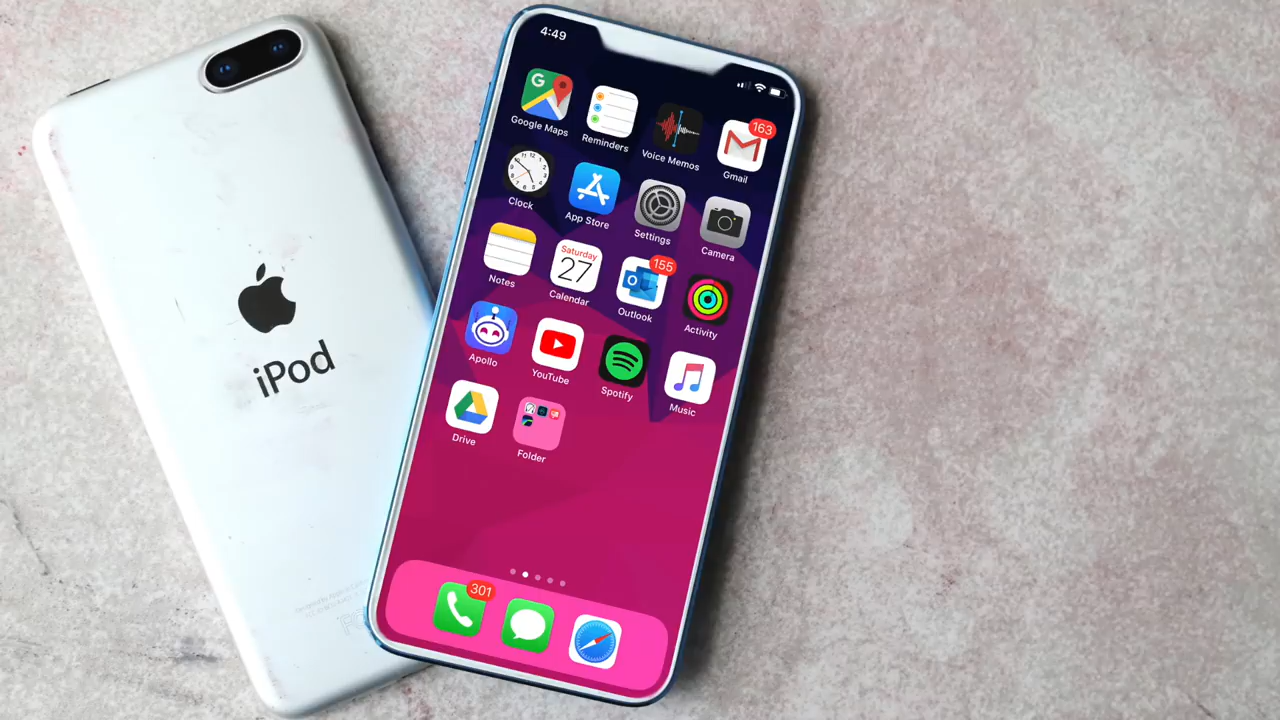 4:49
Google Maps
Reminders
Voice Memos
163
Gmail
Clock
App Store
Settings
Camera
Notes
Saturday
27
Calendar
155
Outlook
Activity
Apollo
YouTube
Spotify
Music
Drive
Folder
301
iPod